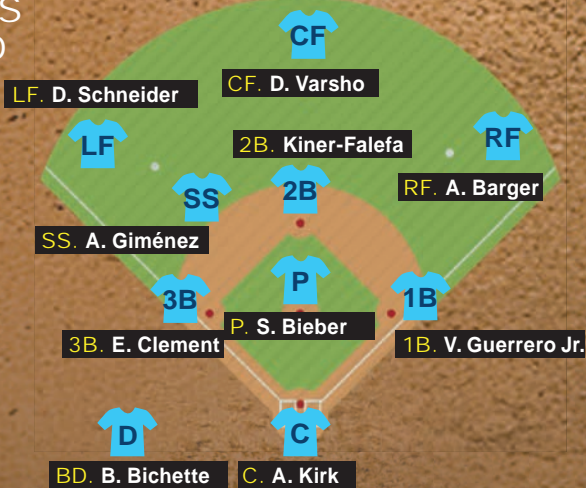 S
CF
CF. D. Varsho
LF. D. Schneider
LF
2B. Kiner-Falefa
RF
RF. A. Barger
SS
2B
SS. A. Giménez
P
3B
1B
P. S. Bieber
3B. E. Clement
1B. V. Guerrero Jr.
D
C
BD. B. Bichette
C. A. Kirk